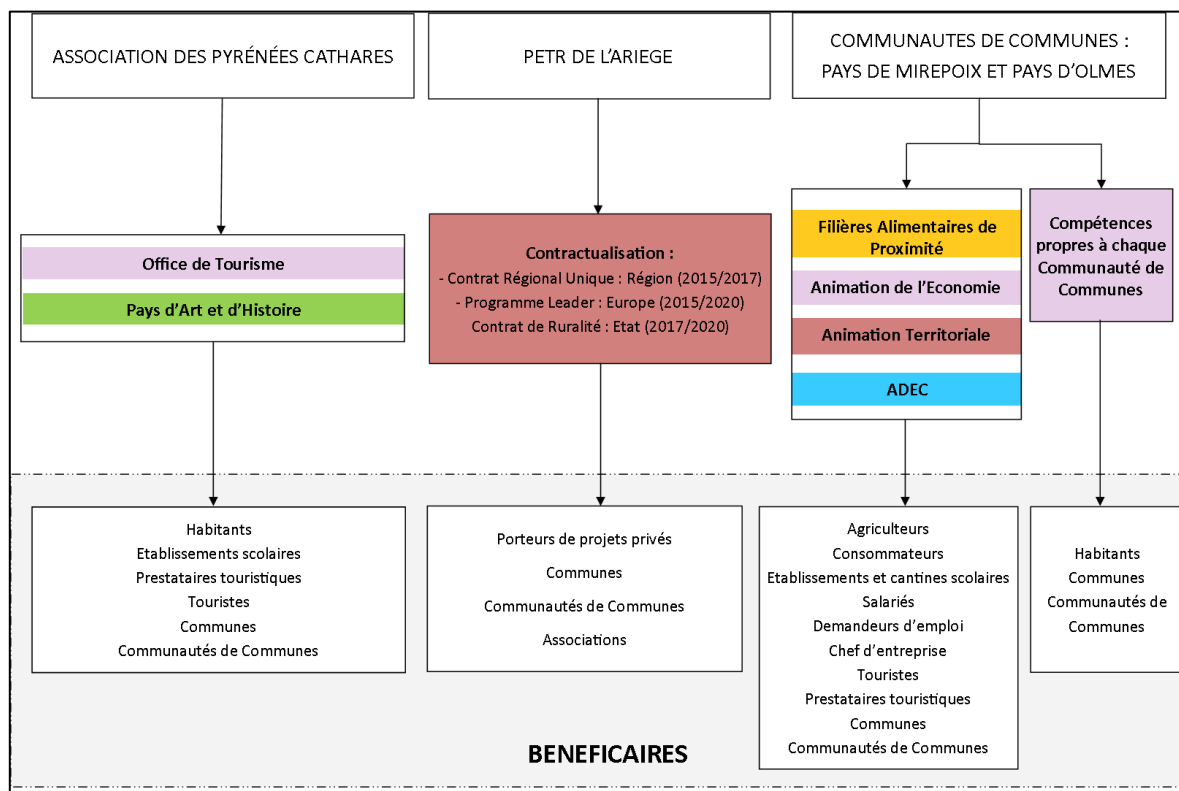 ASSOCIATION DES PYRÉNÉES CATHARES
PETR DE L'ARIEGE
COMMUNAUTES DE COMMUNES :
PAYS DE MIREPOIX ET PAYS D'OLMES
Office de Tourisme
Pays d'Art et d'Histoire
Contractualisation :
- Contrat Régional Unique : Région (2015/2017)
- Programme Leader : Europe (2015/2020)
Contrat de Ruralité : Etat (2017/2020)
Filières Alimentaires de
Proximité
Animation de l'Economie
Animation Territoriale
ADEC
Compétences
propres à chaque
Communauté de
Communes
Habitants
Etablissements scolaires
Prestataires touristiques
Touristes
Communes
Communautés de Communes
Porteurs de projets privés
Communes
Communautés de Communes
Associations
Agriculteurs
Consommateurs
Etablissements et cantines scolaires
Salariés
Demandeurs d'emploi
Chef d'entreprise
Touristes
Prestataires touristiques
Communes
Communautés de Communes
Habitants
Communes
Communautés de
Communes
BENEFICAIRES